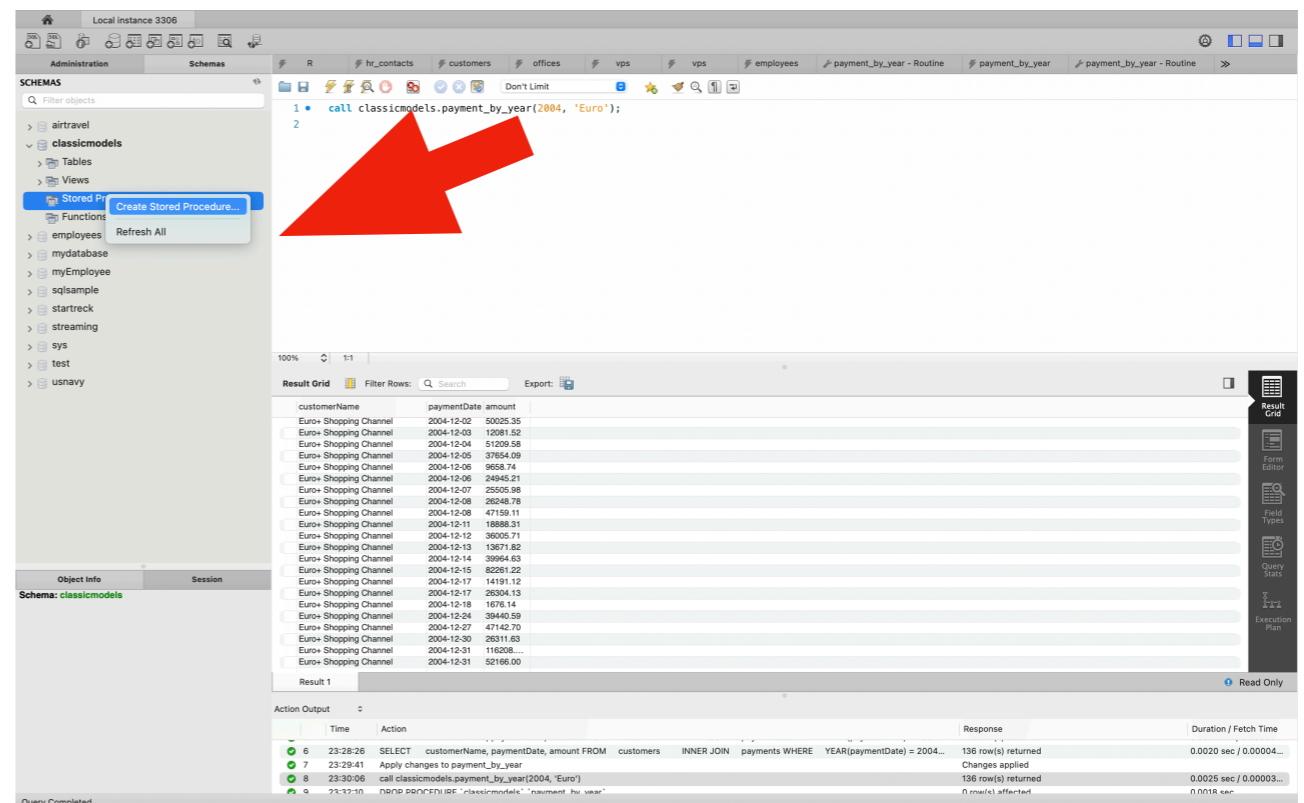 Local instance 3306
Administration Schemas
R hr_contacts customers offices vps vps employees payment_by_year - Routine payment_by_year payment_by_year - Routine
SCHEMAS
Filter objects
Don't Limit
1 call classicmodels.payment_by_year(2004, 'Euro');
2
airtravel
classicmodels
Tables
Views
Stored Pr
Create Stored Procedure...
Functions
Refresh All
employees
mydatabase
myEmployee
sqlsample
startreck
streaming
sys
test
usnavy
100% 1:1
Result Grid Filter Rows: Search Export:
customerName paymentDate amount
Euro+ Shopping Channel 2004-12-02 50025.35
Euro+ Shopping Channel 2004-12-03 12081.52
Euro+ Shopping Channel 2004-12-04 51209.58
Euro+ Shopping Channel 2004-12-05 37654.09
Euro+ Shopping Channel 2004-12-06 9658.74
Euro+ Shopping Channel 2004-12-06 24945.21
Euro+ Shopping Channel 2004-12-07 25505.98
Euro+ Shopping Channel 2004-12-08 26248.78
Euro+ Shopping Channel 2004-12-08 47159.11
Euro+ Shopping Channel 2004-12-11 18888.31
Euro+ Shopping Channel 2004-12-12 36005.71
Euro+ Shopping Channel 2004-12-13 13671.82
Euro+ Shopping Channel 2004-12-14 39964.63
Euro+ Shopping Channel 2004-12-15 82261.22
Euro+ Shopping Channel 2004-12-17 14191.12
Euro+ Shopping Channel 2004-12-17 26304.13
Euro+ Shopping Channel 2004-12-18 1676.14
Euro+ Shopping Channel 2004-12-24 39440.59
Euro+ Shopping Channel 2004-12-27 47142.70
Euro+ Shopping Channel 2004-12-30 26311.63
Euro+ Shopping Channel 2004-12-31 116208....
Euro+ Shopping Channel 2004-12-31 52166.00
Result
Grid
Form
Editor
Field
Types
Query
Stats
Execution
Plan
Object Info Session
Schema: classicmodels
Result 1 Read Only
Action Output
Time Action Response Duration / Fetch Time
6 23:28:26 SELECT customerName, paymentDate, amount FROM customers INNER JOIN payments WHERE YEAR(paymentDate) = 2004... 136 row(s) returned 0.0020 sec / 0.00004...
7 23:29:41 Apply changes to payment_by_year Changes applied
8 23:30:06 call classicmodels.payment_by_year(2004, 'Euro') 136 row(s) returned 0.0025 sec / 0.00003...
9 23:32:10 DROP PROCEDURE `classicmodels`.`payment_by_year` 0 row(s) affected 0.0018 sec
Query Completed